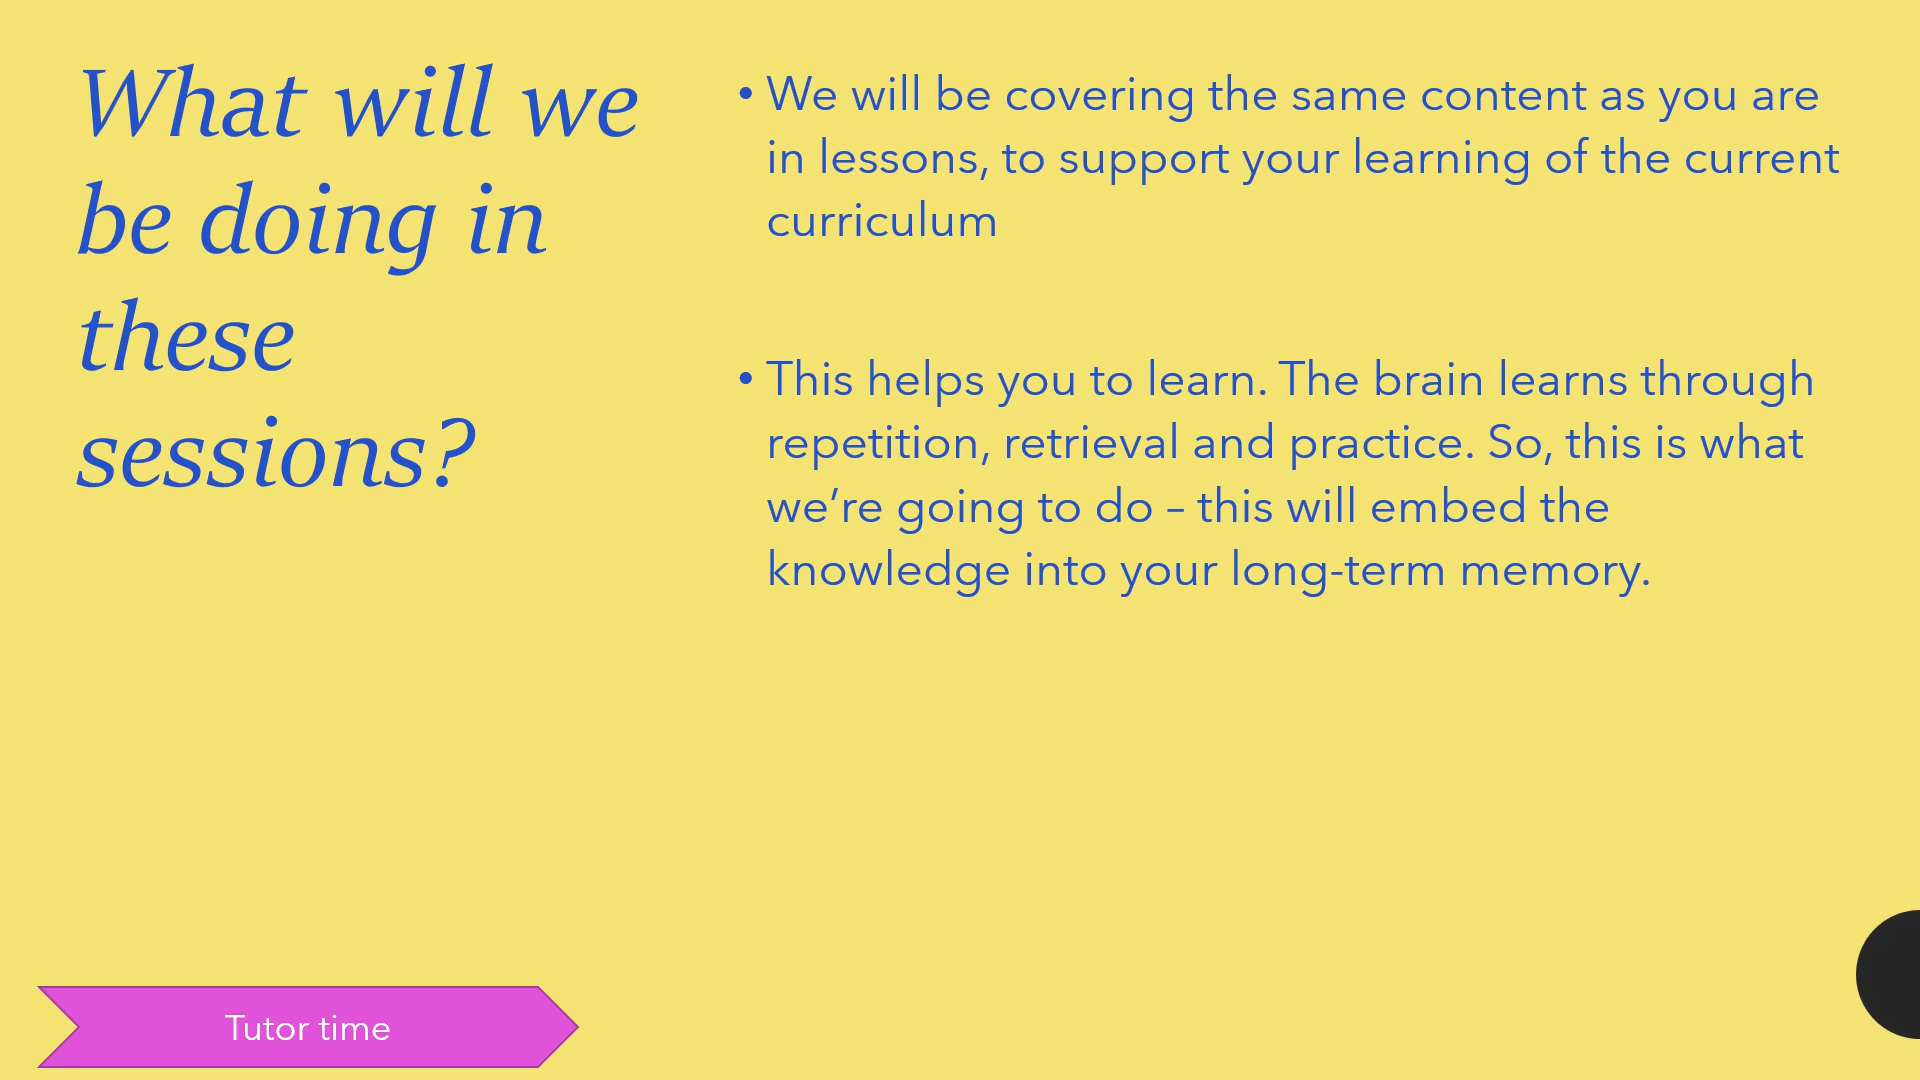 What will we
be doing in
these
sessions?
• We will be covering the same content as you are
in lessons, to support your learning of the current
curriculum
• This helps you to learn. The brain learns through
repetition, retrieval and practice. So, this is what
we’re going to do – this will embed the
knowledge into your long-term memory.
Tutor time